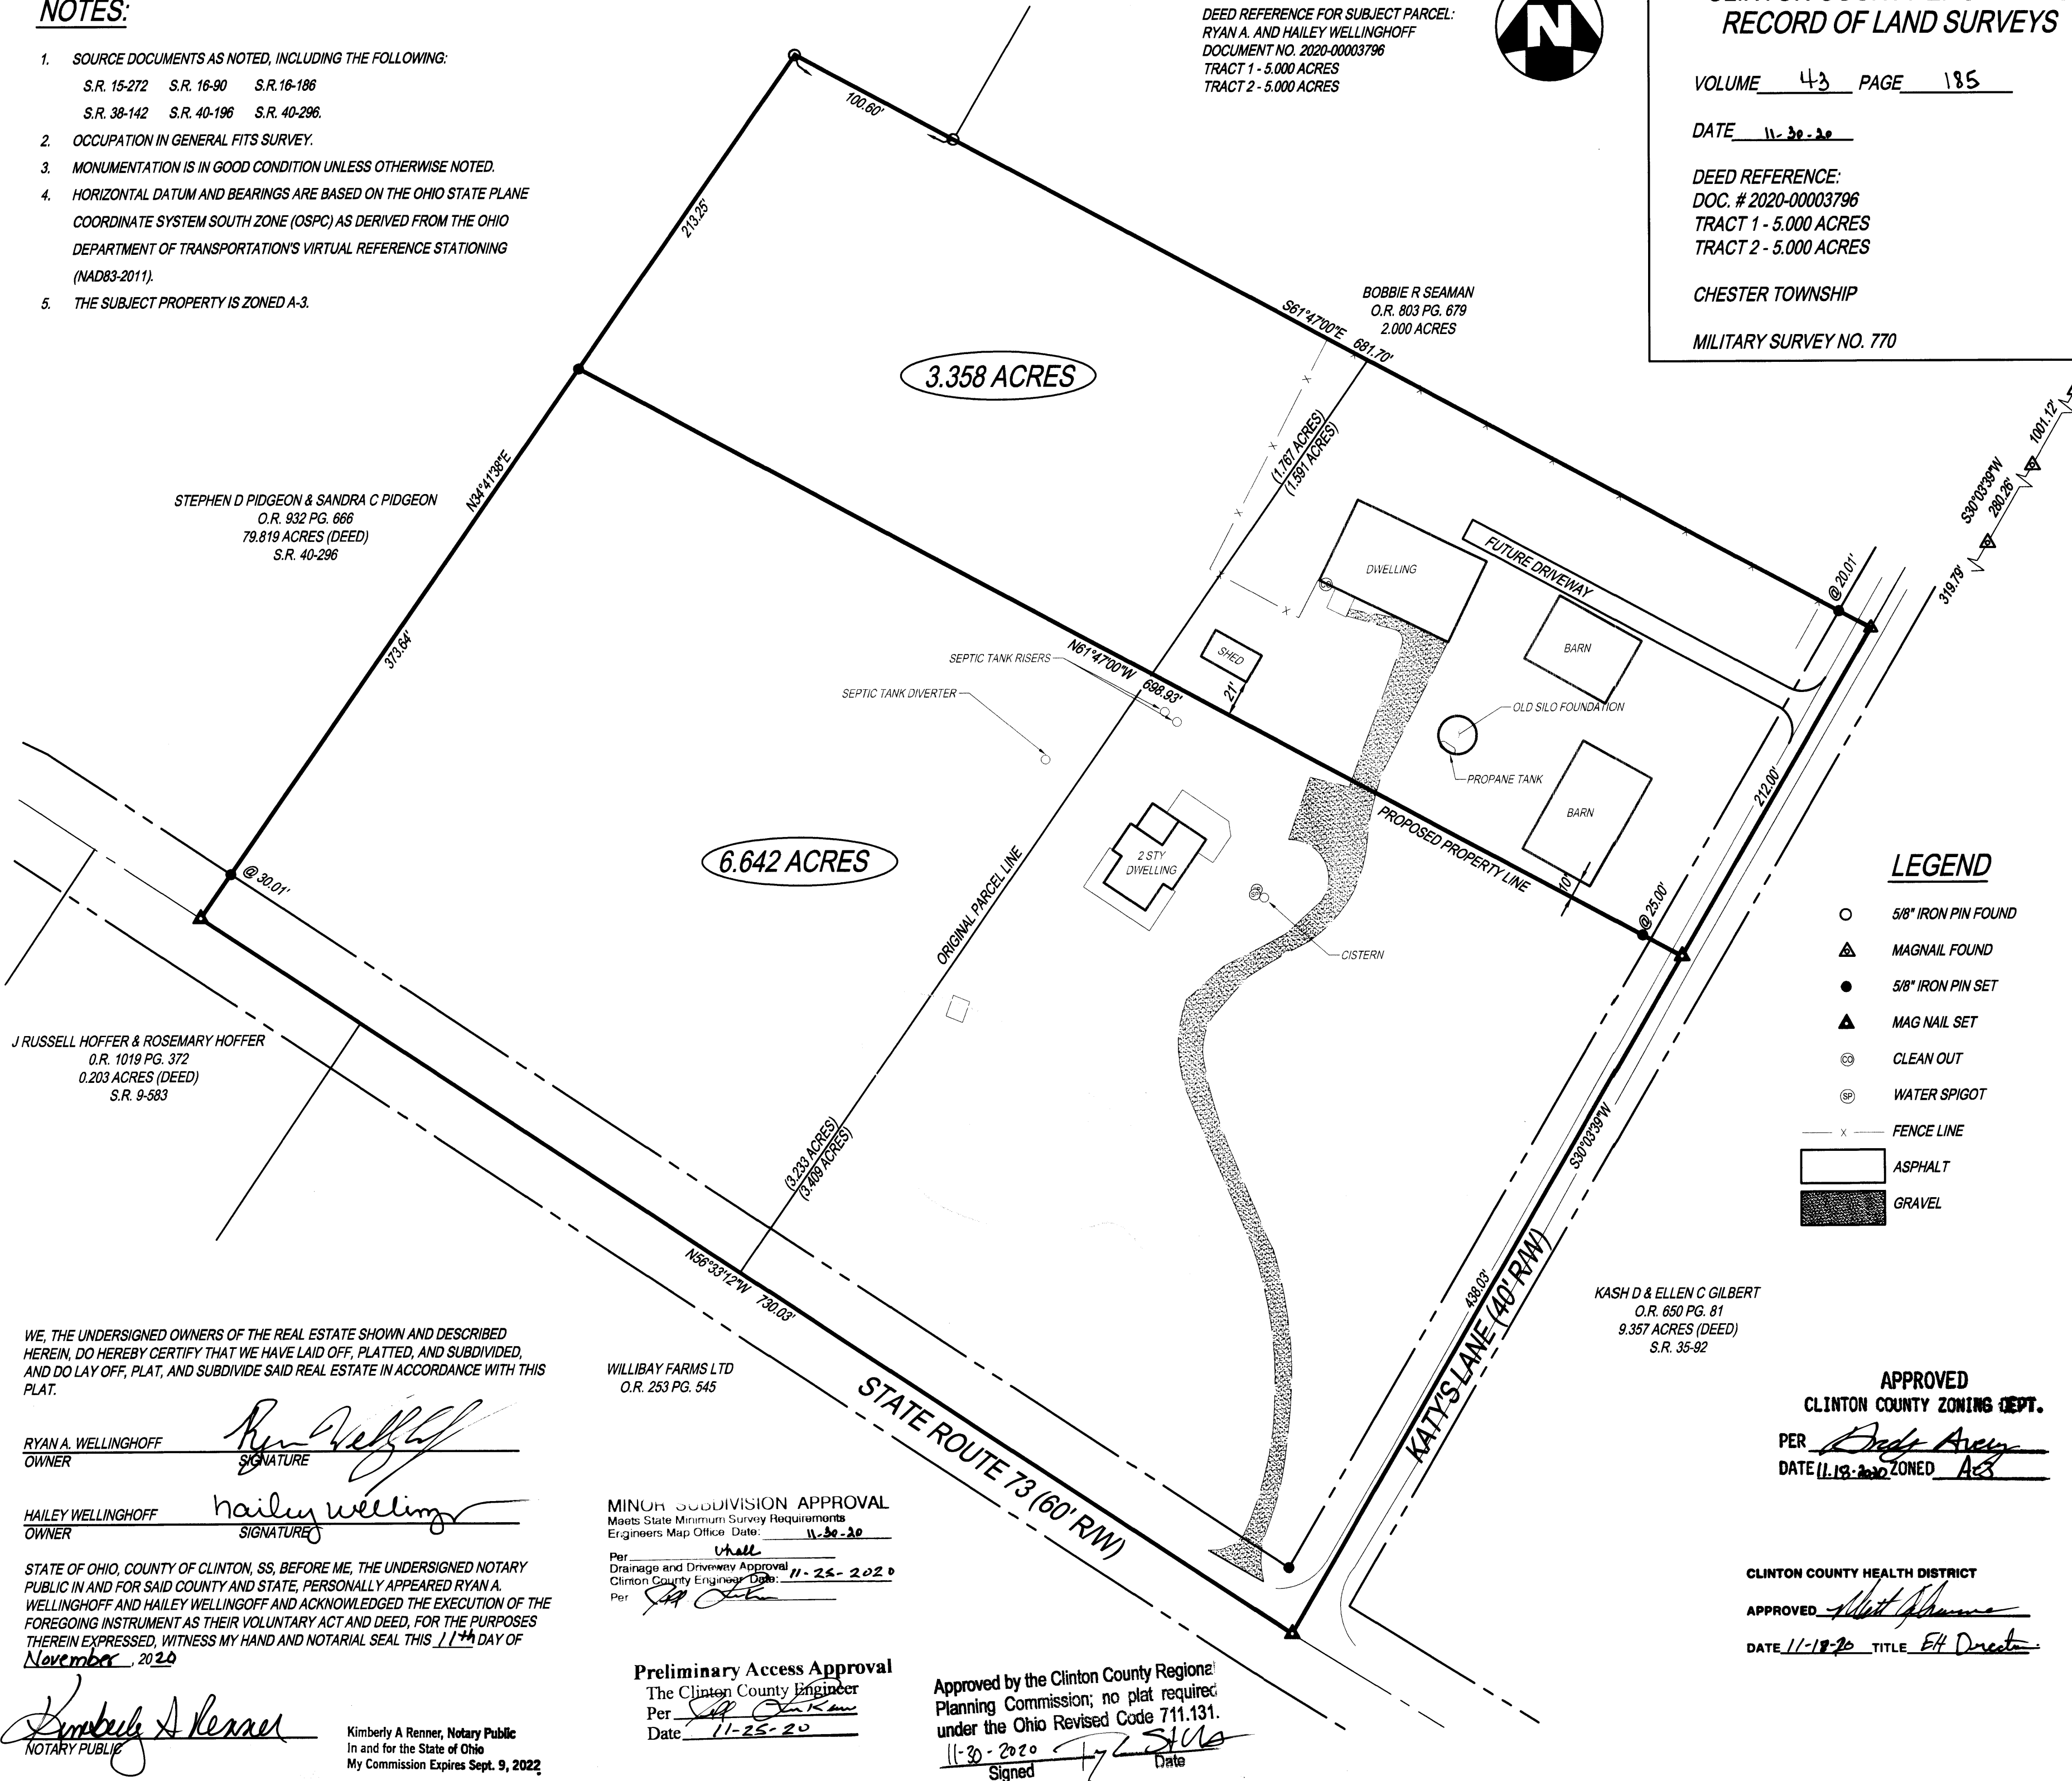 NOTES:
1. SOURCE DOCUMENTS AS NOTED, INCLUDING THE FOLLOWING:
S.R. 15-272 S.R. 16-90 S.R.16-186
S.R. 38-142 S.R. 40-196 S.R. 40-296.
2. OCCUPATION IN GENERAL FITS SURVEY.
3. MONUMENTATION IS IN GOOD CONDITION UNLESS OTHERWISE NOTED.
4. HORIZONTAL DATUM AND BEARINGS ARE BASED ON THE OHIO STATE PLANE
COORDINATE SYSTEM SOUTH ZONE (OSPC) AS DERIVED FROM THE OHIO
DEPARTMENT OF TRANSPORTATION'S VIRTUAL REFERENCE STATIONING
(NAD83-2011).
5. THE SUBJECT PROPERTY IS ZONED A-3.
DEED REFERENCE FOR SUBJECT PARCEL:
RYAN A. AND HAILEY WELLINGHOFF
DOCUMENT NO. 2020-00003796
TRACT 1 - 5.000 ACRES
TRACT 2 - 5.000 ACRES
N
RECORD OF LAND SURVEYS
VOLUME 43 PAGE 185
DATE 11-30-20
DEED REFERENCE:
DOC. # 2020-00003796
TRACT 1 - 5.000 ACRES
TRACT 2 - 5.000 ACRES
CHESTER TOWNSHIP
MILITARY SURVEY NO. 770
100.60'
213.25'
S61°47'00"E 681.70'
BOBBIE R SEAMAN
O.R. 803 PG. 679
2.000 ACRES
3.358 ACRES
(1.767 ACRES)
(1.591 ACRES)
1001.12'
S30°03'39"W
280.26'
319.79'
STEPHEN D PIDGEON & SANDRA C PIDGEON
O.R. 932 PG. 666
79.819 ACRES (DEED)
S.R. 40-296
N34°41'38"E
373.64'
DWELLING
CO
FUTURE DRIVEWAY
@ 20.01'
BARN
SHED
21'
SEPTIC TANK RISERS
N61°47'00"W 698.93'
SEPTIC TANK DIVERTER
OLD SILO FOUNDATION
PROPANE TANK
BARN
212.00'
PROPOSED PROPERTY LINE
10'
@ 25.00'
6.642 ACRES
2 STY
DWELLING
SP
CISTERN
ORIGINAL PARCEL LINE
@ 30.01'
LEGEND
5/8" IRON PIN FOUND
MAGNAIL FOUND
5/8" IRON PIN SET
MAG NAIL SET
CO CLEAN OUT
SP WATER SPIGOT
X FENCE LINE
ASPHALT
GRAVEL
J RUSSELL HOFFER & ROSEMARY HOFFER
0.R. 1019 PG. 372
0.203 ACRES (DEED)
S.R. 9-583
(3.233 ACRES)
(3.409 ACRES)
N56°33'12"W 730.03'
S30°03'39"W
438.03'
KATY'S LANE (40' R/W)
STATE ROUTE 73 (60' R/W)
KASH D & ELLEN C GILBERT
O.R. 650 PG. 81
9.357 ACRES (DEED)
S.R. 35-92
WILLIBAY FARMS LTD
O.R. 253 PG. 545
WE, THE UNDERSIGNED OWNERS OF THE REAL ESTATE SHOWN AND DESCRIBED
HEREIN, DO HEREBY CERTIFY THAT WE HAVE LAID OFF, PLATTED, AND SUBDIVIDED,
AND DO LAY OFF, PLAT, AND SUBDIVIDE SAID REAL ESTATE IN ACCORDANCE WITH THIS
PLAT.
RYAN A. WELLINGHOFF
OWNER SIGNATURE
HAILEY WELLINGHOFF hailey
OWNER SIGNATURE
STATE OF OHIO, COUNTY OF CLINTON, SS, BEFORE ME, THE UNDERSIGNED NOTARY
PUBLIC IN AND FOR SAID COUNTY AND STATE, PERSONALLY APPEARED RYAN A.
WELLINGHOFF AND HAILEY WELLINGOFF AND ACKNOWLEDGED THE EXECUTION OF THE
FOREGOING INSTRUMENT AS THEIR VOLUNTARY ACT AND DEED, FOR THE PURPOSES
THEREIN EXPRESSED, WITNESS MY HAND AND NOTARIAL SEAL THIS 11th DAY OF
November, 2020
Kimberly A Renner
NOTARY PUBLIC
Kimberly A Renner, Notary Public
In and for the State of Ohio
My Commission Expires Sept. 9, 2022
MINOR SUBDIVISION APPROVAL
Meets State Minimum Survey Requirements
Engineers Map Office Date: 11-30-20
Per
Drainage and Driveway Approval
Clinton County Engineer Date: 11-25-2020
Per
Preliminary Access Approval
The Clinton County Engineer
Per
Date 11-25-20
Approved by the Clinton County Regional
Planning Commission; no plat required
under the Ohio Revised Code 711.131.
11-30-2020
Signed Date
APPROVED
CLINTON COUNTY ZONING DEPT.
PER
DATE 11.18-2020 ZONED A-3
CLINTON COUNTY HEALTH DISTRICT
APPROVED
DATE 11-18-20 TITLE EH Director